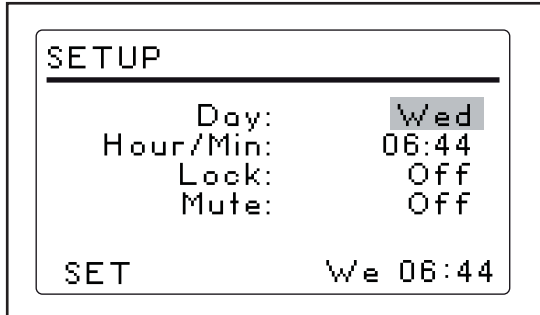 SETUP
Day: Wed
Hour/Min: 06:44
Lock: Off
Mute: Off
SET We 06:44